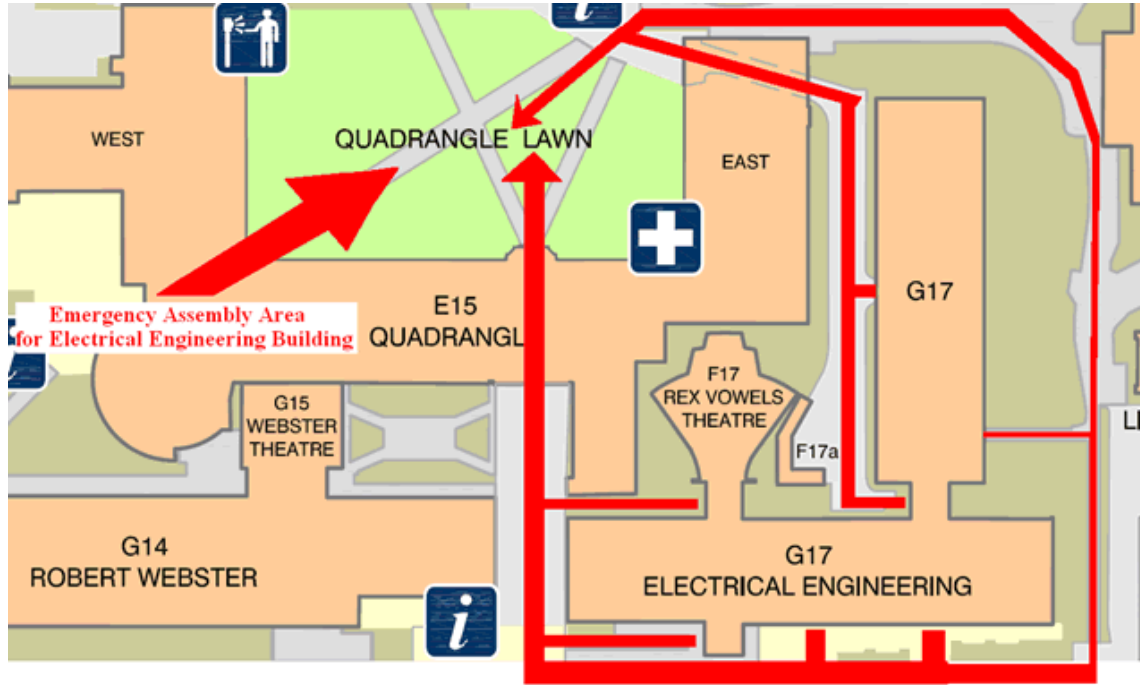 WEST
QUADRANGLE LAWN
EAST
Emergency Assembly Area
for Electrical Engineering Building
E15
QUADRANGL
G17
F17
REX VOWELS
THEATRE
G15
WEBSTER
THEATRE
F17a
G14
ROBERT WEBSTER
i
G17
ELECTRICAL ENGINEERING